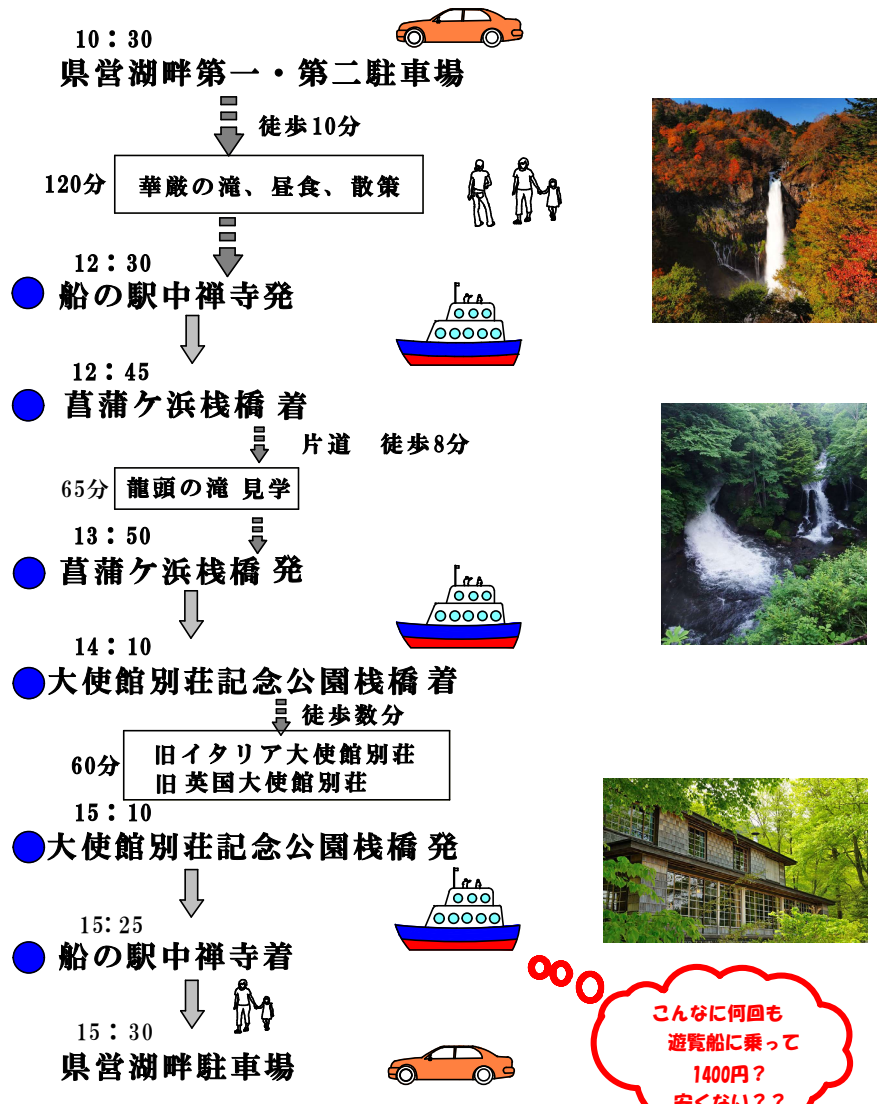 10：30
県営湖畔第一・第二駐車場
徒歩10分
120分
華厳の滝、昼食、散策
12：30
船の駅中禅寺発
12：45
菖蒲ケ浜桟橋 着
片道　徒歩8分
65分
龍頭の滝 見学
13：50
菖蒲ケ浜桟橋 発
14：10
大使館別荘記念公園桟橋 着
徒歩数分
60分
旧イタリア大使館別荘
旧 英国大使館別荘
15：10
大使館別荘記念公園桟橋 発
15：25
船の駅中禅寺着
15：30
県営湖畔駐車場
こんなに何回も
遊覧船に乗って
1400円？
安くない？？